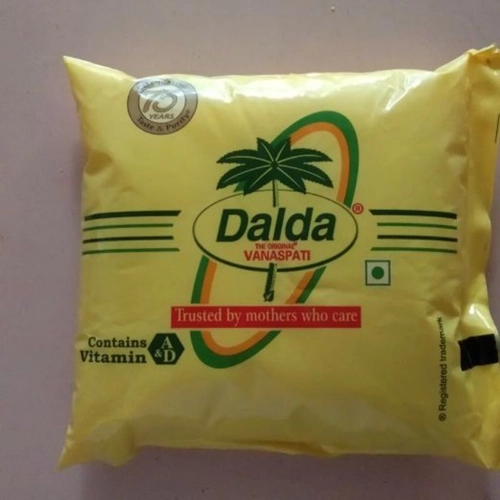 75
YEARS
Taste & Purity
Dalda®
THE ORIGINAL
VANASPATI
Trusted by mothers who care
Contains
Vitamin A & D
® Registered trademark